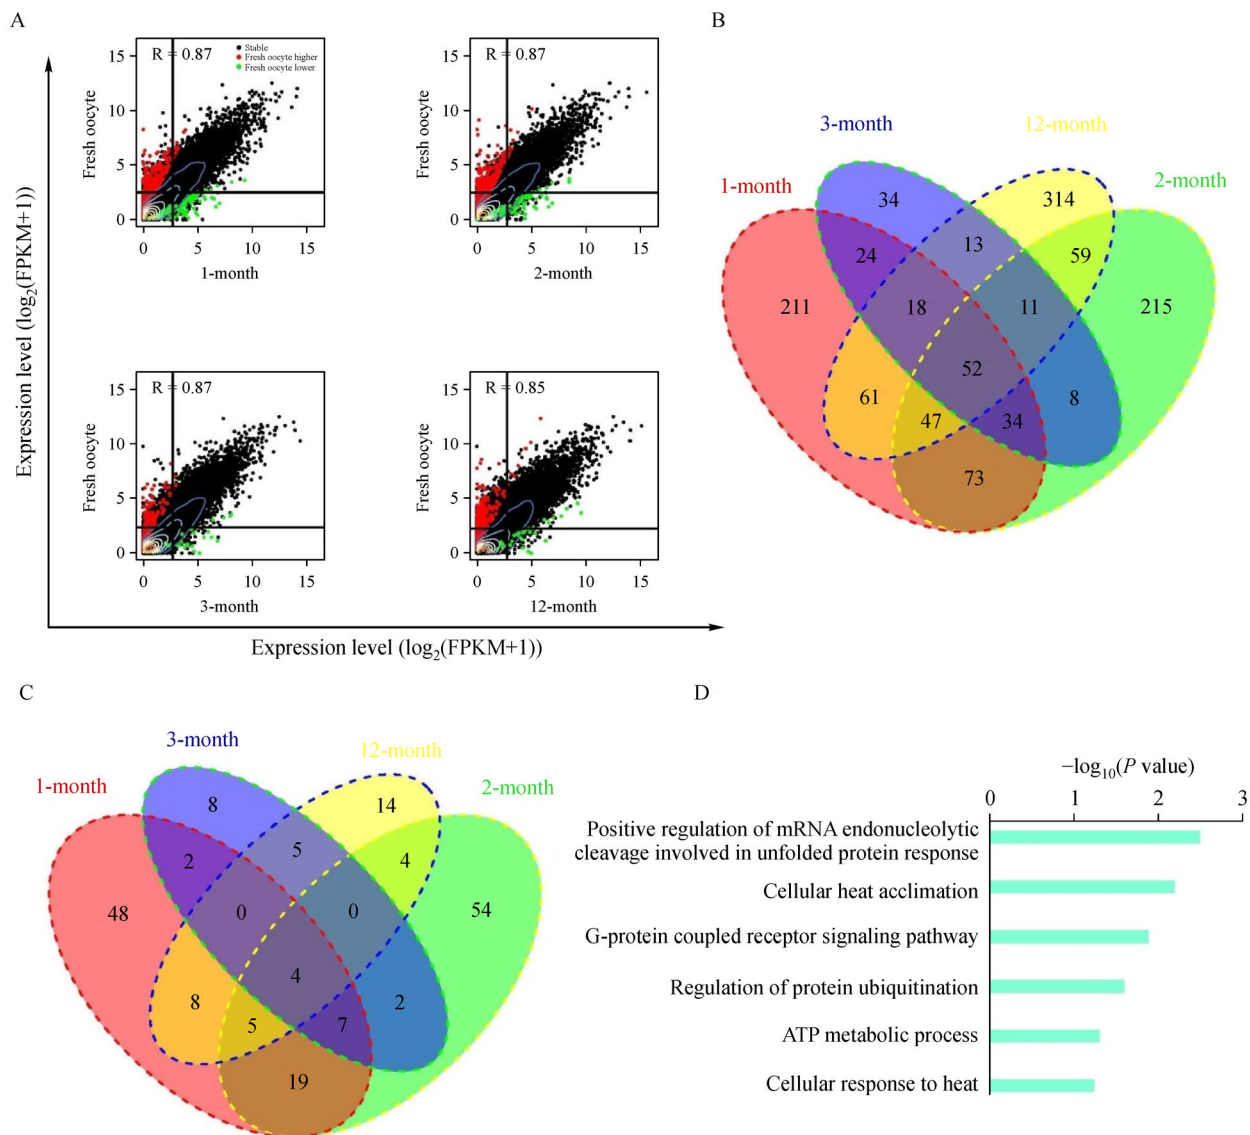 A
Expression level (log2(FPKM+1))
Expression level (log2(FPKM+1))
R = 0.87
Stable
Fresh oocyte higher
Fresh oocyte lower
Fresh oocyte
15
10
5
0
0 5 10 15
1-month
R = 0.87
Fresh oocyte
15
10
5
0
0 5 10 15
2-month
R = 0.87
Fresh oocyte
15
10
5
0
0 5 10 15
3-month
R = 0.85
Fresh oocyte
15
10
5
0
0 5 10 15
12-month
B
3-month
12-month
1-month
2-month
34
314
13
24
59
211
18
11
215
52
61
8
47
34
73
C
3-month
12-month
1-month
2-month
8
14
5
2
4
48
0
0
54
4
8
2
5
7
19
D
−log10(P value)
0 1 2 3
Positive regulation of mRNA endonucleolytic
cleavage involved in unfolded protein response
Cellular heat acclimation
G-protein coupled receptor signaling pathway
Regulation of protein ubiquitination
ATP metabolic process
Cellular response to heat